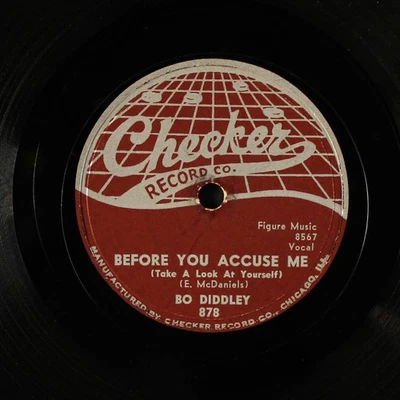 Checker
RECORD CO.
Figure Music
8567
Vocal
BEFORE YOU ACCUSE ME
(Take A Look At Yourself)
(E. McDaniels)
BO DIDDLEY
878
MANUFACTURED BY CHECKER RECORD CO., CHICAGO, ILL.